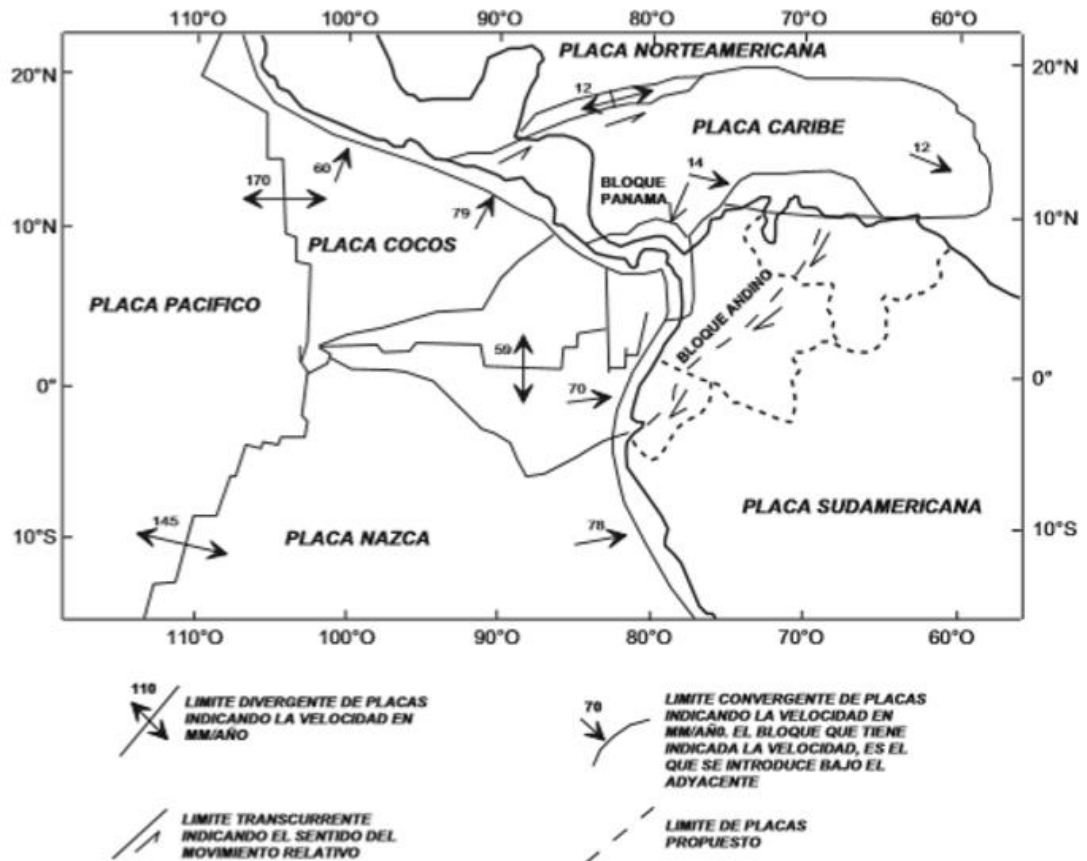 110°O 100°O 90°O 80°O 70°O 60°O
PLACA NORTEAMERICANA
20°N 20°N
12
PLACA CARIBE
12
14
60
BLOQUE
PANAMA
170
79
10°N 10°N
PLACA COCOS
PLACA PACIFICO
BLOQUE ANDINO
59
0° 0°
70
PLACA SUDAMERICANA
145
PLACA NAZCA
78
10°S 10°S
110°O 100°O 90°O 80°O 70°O 60°O
110
LIMITE DIVERGENTE DE PLACAS
INDICANDO LA VELOCIDAD EN
MM/AÑO
70
LIMITE CONVERGENTE DE PLACAS
INDICANDO LA VELOCIDAD EN
MM/AÑO. EL BLOQUE QUE TIENE
INDICADA LA VELOCIDAD, ES EL
QUE SE INTRODUCE BAJO EL
ADYACENTE
LIMITE TRANSCURRENTE
INDICANDO EL SENTIDO DEL
MOVIMIENTO RELATIVO
LIMITE DE PLACAS
PROPUESTO